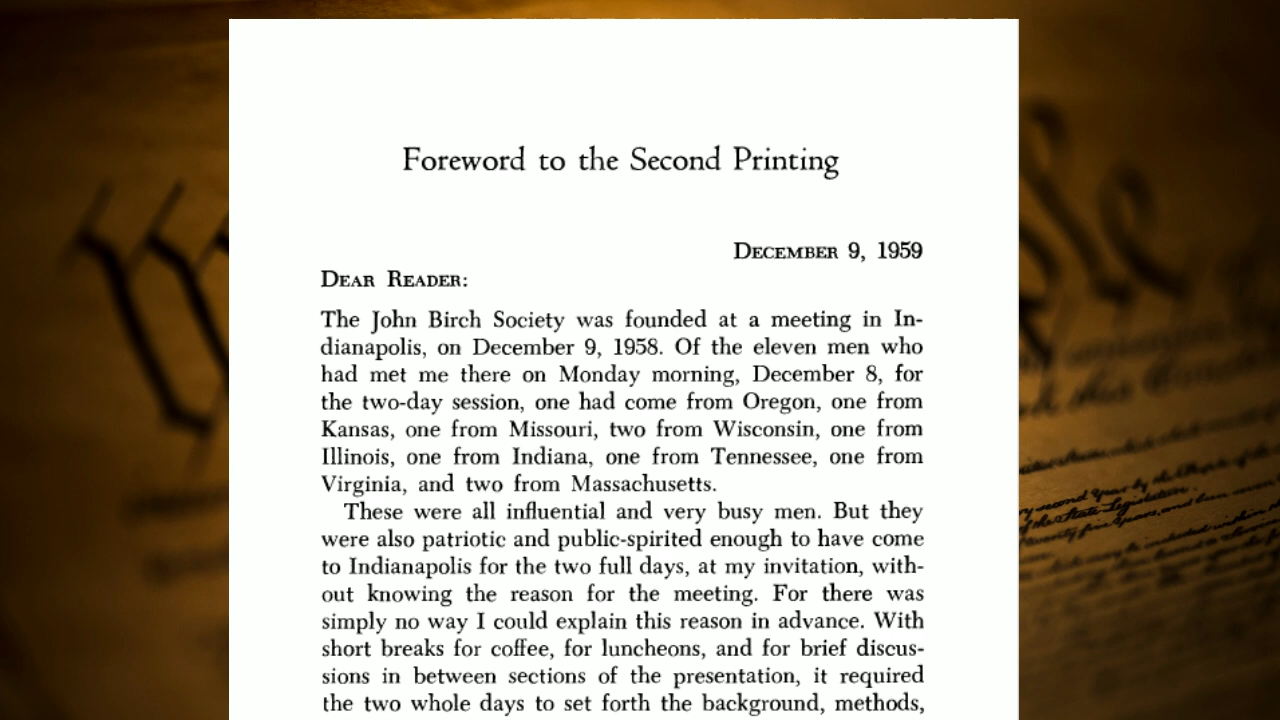 Foreword to the Second Printing
DECEMBER 9, 1959
DEAR READER:
The John Birch Society was founded at a meeting in In-
dianapolis, on December 9, 1958. Of the eleven men who
had met me there on Monday morning, December 8, for
the two-day session, one had come from Oregon, one from
Kansas, one from Missouri, two from Wisconsin, one from
Illinois, one from Indiana, one from Tennessee, one from
Virginia, and two from Massachusetts.
These were all influential and very busy men. But they
were also patriotic and public-spirited enough to have come
to Indianapolis for the two full days, at my invitation, with-
out knowing the reason for the meeting. For there was
simply no way I could explain this reason in advance. With
short breaks for coffee, for luncheons, and for brief discus-
sions in between sections of the presentation, it required
the two whole days to set forth the background, methods,